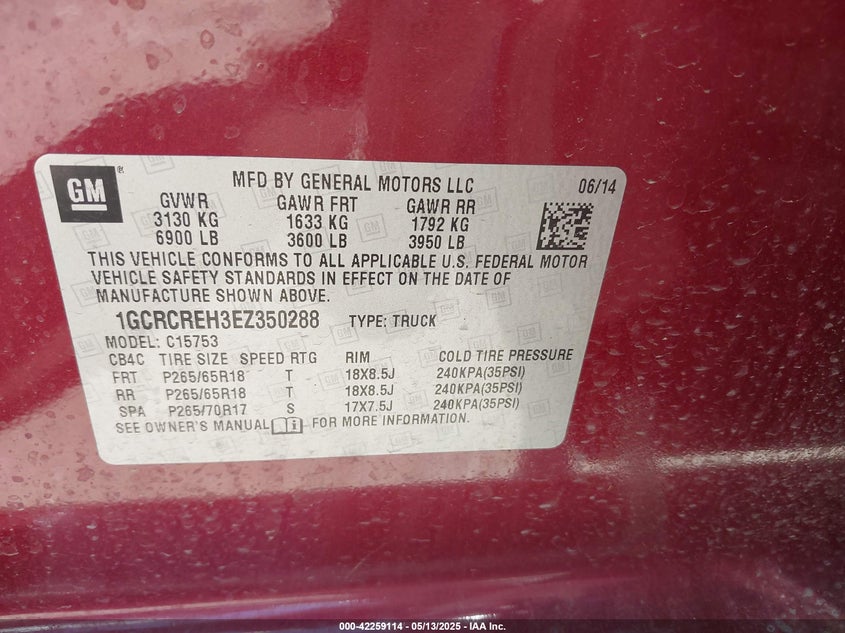 GM ®
MFD BY GENERAL MOTORS LLC 06/14
GVWR GAWR FRT GAWR RR
3130 KG 1633 KG 1792 KG
6900 LB 3600 LB 3950 LB
THIS VEHICLE CONFORMS TO ALL APPLICABLE U.S. FEDERAL MOTOR
VEHICLE SAFETY STANDARDS IN EFFECT ON THE DATE OF
MANUFACTURE SHOWN ABOVE.
1GCRCREH3EZ350288 TYPE: TRUCK
MODEL: C15753
CB4C TIRE SIZE SPEED RTG RIM COLD TIRE PRESSURE
FRT P265/65R18 T 18X8.5J 240KPA(35PSI)
RR P265/65R18 T 18X8.5J 240KPA(35PSI)
SPA P265/70R17 S 17X7.5J 240KPA(35PSI)
SEE OWNER'S MANUAL FOR MORE INFORMATION.
000-42259114 - 05/13/2025 - IAA Inc.